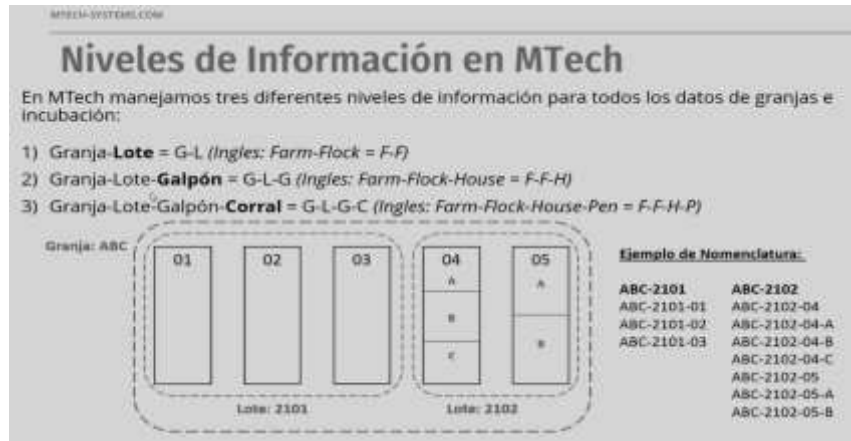 MTECH-SYSTEMS.COM
Niveles de Información en MTech
En MTech manejamos tres diferentes niveles de información para todos los datos de granjas e
incubación:
1) Granja-Lote = G-L (Ingles: Farm-Flock = F-F)
2) Granja-Lote-Galpón = G-L-G (Ingles: Farm-Flock-House = F-F-H)
3) Granja-Lote-Galpón-Corral = G-L-G-C (Ingles: Farm-Flock-House-Pen = F-F-H-P)
Granja: ABC
01 02 03 04 05
A A
B
C B
Lote: 2101 Lote: 2102
Ejemplo de Nomenclatura:
ABC-2101 ABC-2102
ABC-2101-01 ABC-2102-04
ABC-2101-02 ABC-2102-04-A
ABC-2101-03 ABC-2102-04-B
ABC-2102-04-C
ABC-2102-05
ABC-2102-05-A
ABC-2102-05-B